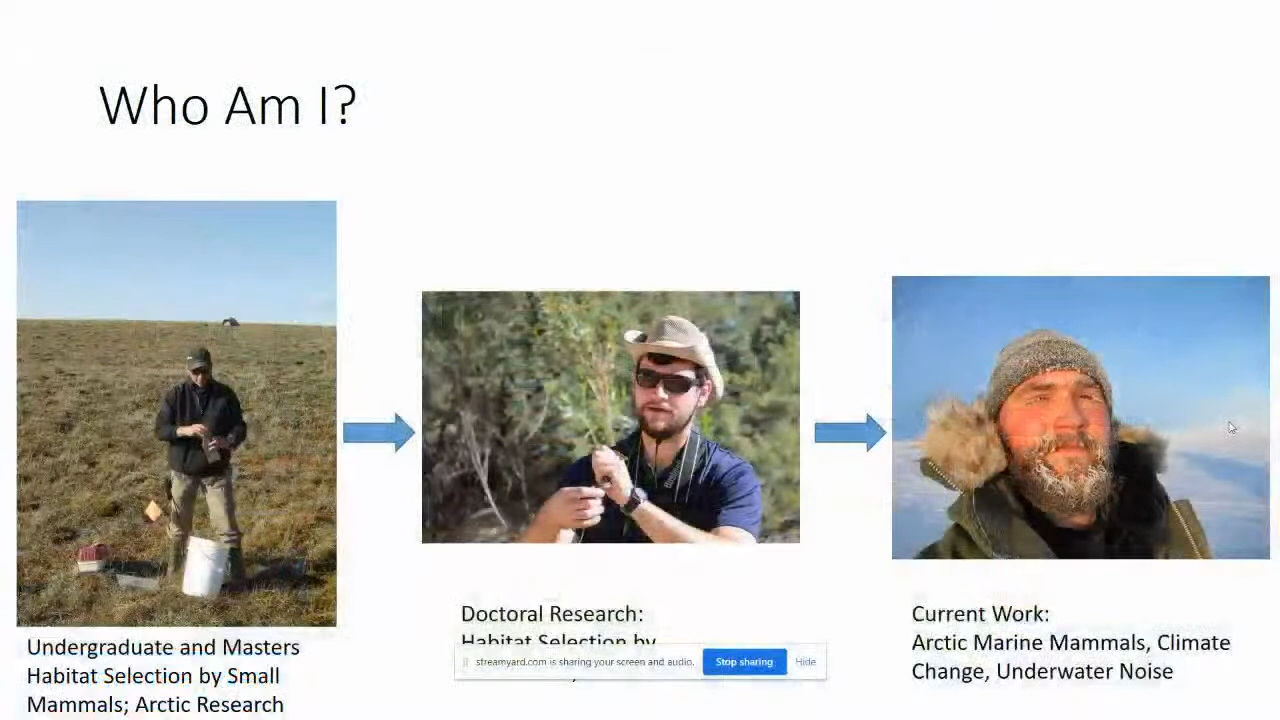 Who Am I?
Undergraduate and Masters
Habitat Selection by Small
Mammals; Arctic Research
Doctoral Research:
Habitat Selection by
streamyard.com is sharing your screen and audio.
Stop sharing
Hide
Current Work:
Arctic Marine Mammals, Climate
Change, Underwater Noise